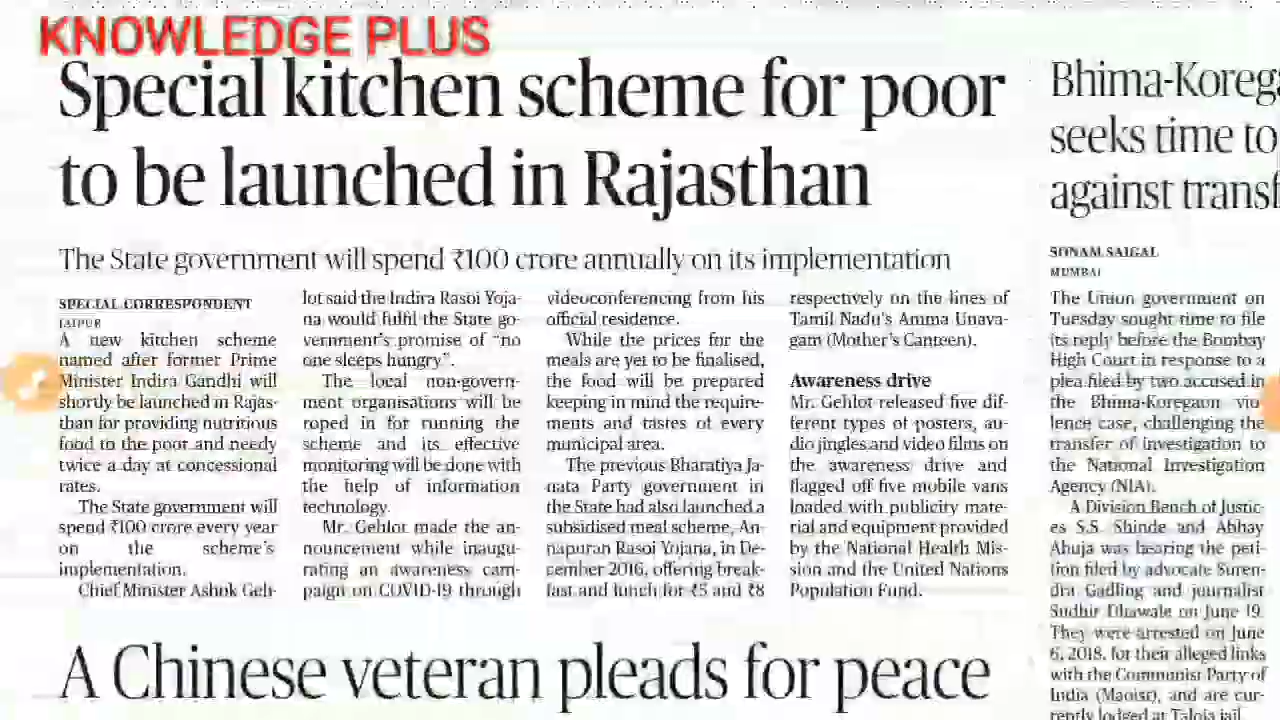 KNOWLEDGE PLUS
Special kitchen scheme for poor
to be launched in Rajasthan
The State government will spend ₹100 crore annually on its implementation
SPECIAL CORRESPONDENT
JAIPUR
A new kitchen scheme
named after former Prime
Minister Indira Gandhi will
shortly be launched in Rajas-
than for providing nutritious
food to the poor and needy
twice a day at concessional
rates.
The State government will
spend ₹100 crore every year
on the scheme's
implementation.
Chief Minister Ashok Geh-
lot said the Indira Rasoi Yoja-
na would fulfil the State go-
vernment's promise of "no
one sleeps hungry".
The local non-govern-
ment organisations will be
roped in for running the
scheme and its effective
monitoring will be done with
the help of information
technology.
Mr. Gehlot made the an-
nouncement while inaugu-
rating an awareness cam-
paign on COVID-19 through
videoconferencing from his
official residence.
While the prices for the
meals are yet to be finalised,
the food will be prepared
keeping in mind the require-
ments and tastes of every
municipal area.
The previous Bharatiya Ja-
nata Party government in
the State had also launched a
subsidised meal scheme, An-
napuran Rasoi Yojana, in De-
cember 2016, offering break-
fast and lunch for ₹5 and ₹8
respectively on the lines of
Tamil Nadu's Amma Unava-
gam (Mother's Canteen).
Awareness drive
Mr. Gehlot released five dif-
ferent types of posters, au-
dio jingles and video films on
the awareness drive and
flagged off five mobile vans
loaded with publicity mate-
rial and equipment provided
by the National Health Mis-
sion and the United Nations
Population Fund.
A Chinese veteran pleads for peace
Bhima-Korega
seeks time to
against transf
SONAM SAIGAL
MUMBAI
The Union government on
Tuesday sought time to file
its reply before the Bombay
High Court in response to a
plea filed by two accused in
the Bhima-Koregaon vio-
lence case, challenging the
transfer of investigation to
the National Investigation
Agency (NIA).
A Division Bench of Justic-
es S.S. Shinde and Abhay
Ahuja was hearing the peti-
tion filed by advocate Suren-
dra Gadling and journalist
Sudhir Dhawale on June 19.
They were arrested on June
6, 2018, for their alleged links
with the Communist Party of
India (Maoist), and are cur-
rently lodged at Taloja jail.